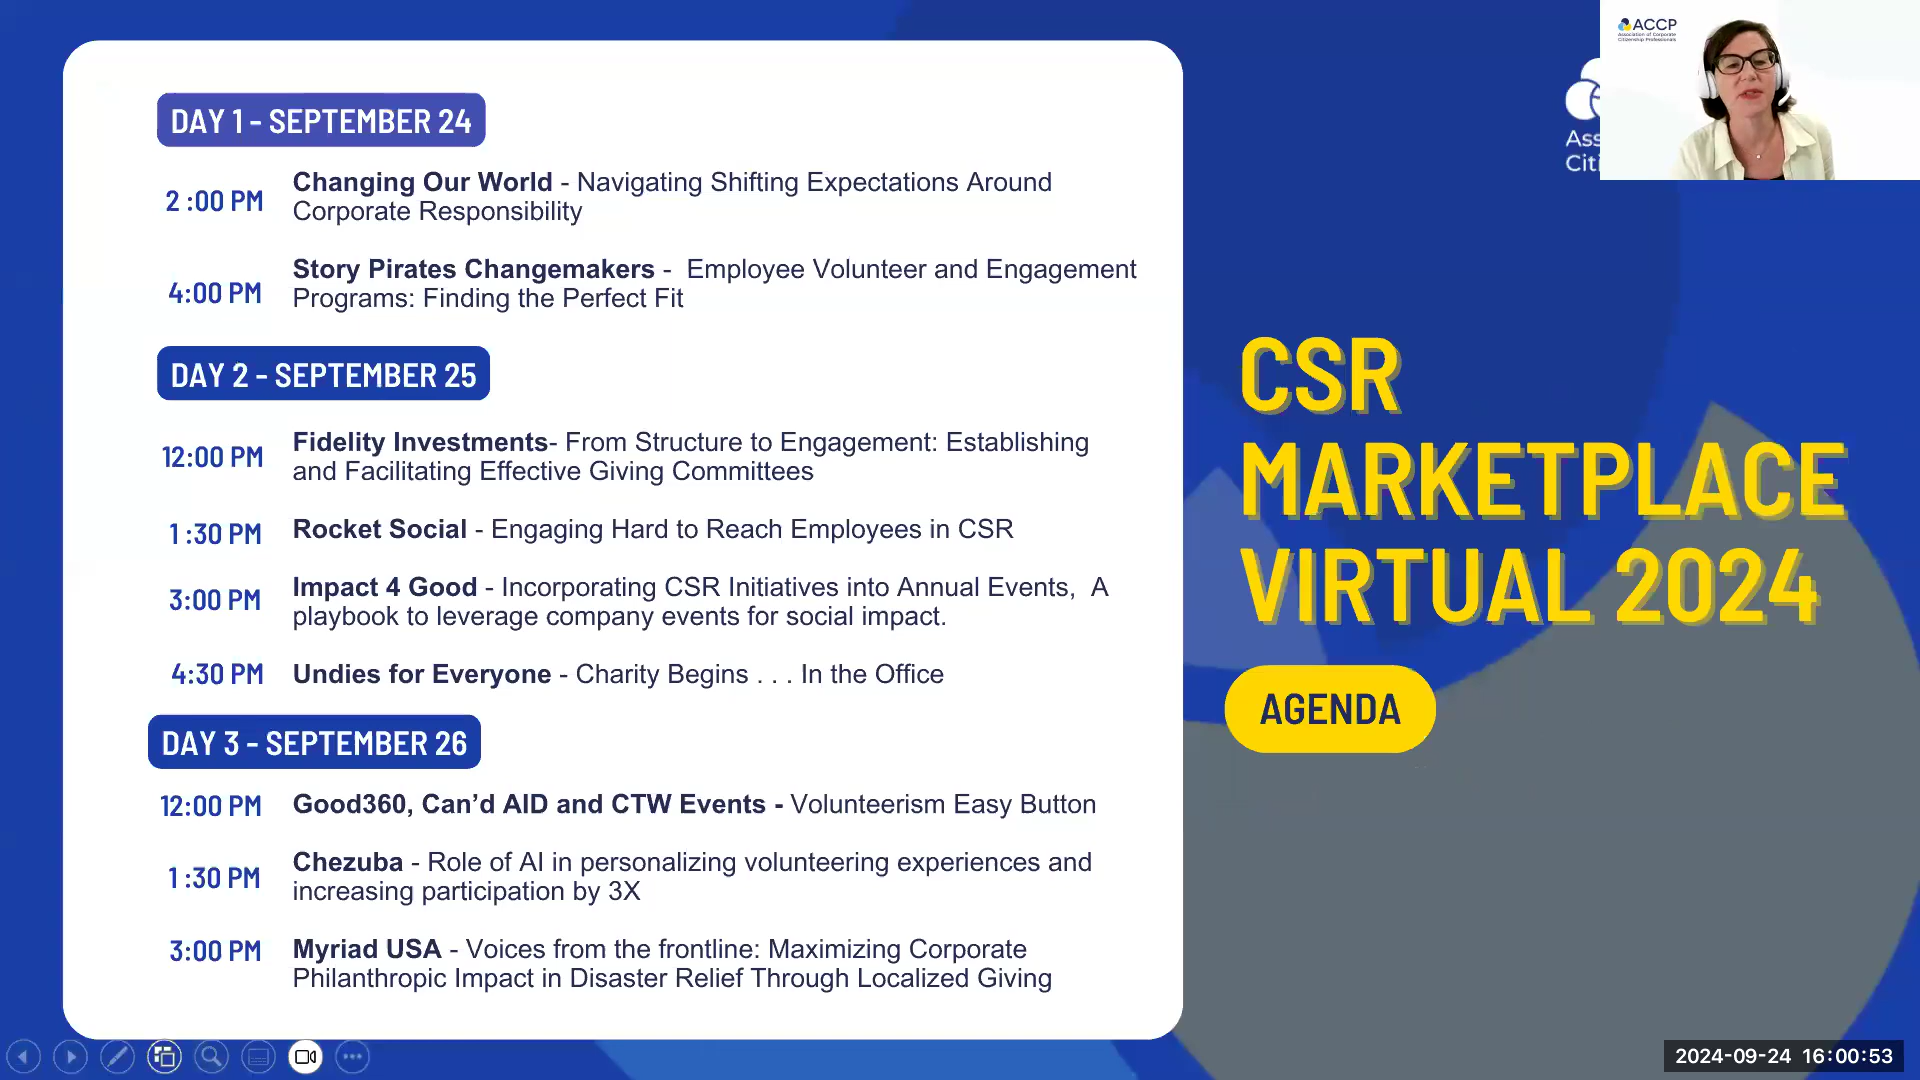 DAY 1 - SEPTEMBER 24
2 :00 PM
Changing Our World - Navigating Shifting Expectations Around
Corporate Responsibility
4:00 PM
Story Pirates Changemakers -  Employee Volunteer and Engagement
Programs: Finding the Perfect Fit
DAY 2 - SEPTEMBER 25
12:00 PM
Fidelity Investments- From Structure to Engagement: Establishing
and Facilitating Effective Giving Committees
1 :30 PM
Rocket Social - Engaging Hard to Reach Employees in CSR
3:00 PM
Impact 4 Good - Incorporating CSR Initiatives into Annual Events,  A
playbook to leverage company events for social impact.
4:30 PM
Undies for Everyone - Charity Begins . . . In the Office
DAY 3 - SEPTEMBER 26
12:00 PM
Good360, Can’d AID and CTW Events - Volunteerism Easy Button
1 :30 PM
Chezuba - Role of AI in personalizing volunteering experiences and
increasing participation by 3X
3:00 PM
Myriad USA - Voices from the frontline: Maximizing Corporate
Philanthropic Impact in Disaster Relief Through Localized Giving
ACCP
Association of Corporate
Citizenship Professionals
Ass
Citi
CSR
MARKETPLACE
VIRTUAL 2024
AGENDA
2024-09-24 16:00:53